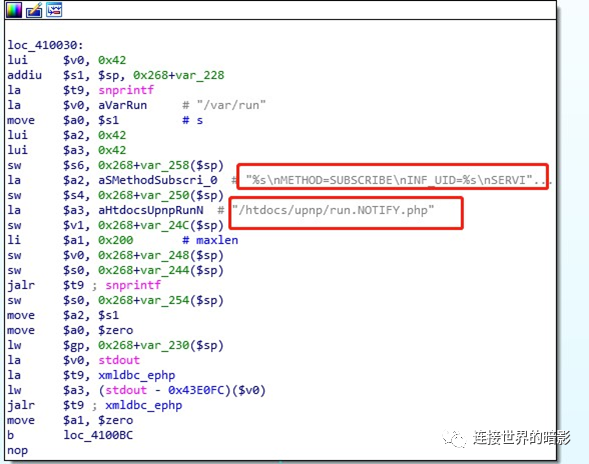 loc_410030:
lui $v0, 0x42
addiu $s1, $sp, 0x268+var_228
la $t9, snprintf
la $v0, aVarRun # "/var/run"
move $a0, $s1 # s
lui $a2, 0x42
lui $a3, 0x42
sw $s6, 0x268+var_258($sp)
la $a2, aSMethodSubscri_0 # "%s\nMETHOD=SUBSCRIBE\nINF_UID=%s\nSERVI"...
sw $s4, 0x268+var_250($sp)
la $a3, aHtdocsUpnpRunN # "/htdocs/upnp/run.NOTIFY.php"
sw $v1, 0x268+var_24C($sp)
li $a1, 0x200 # maxlen
sw $v0, 0x268+var_248($sp)
sw $s0, 0x268+var_244($sp)
jalr $t9 ; snprintf
sw $s0, 0x268+var_254($sp)
move $a2, $s1
move $a0, $zero
lw $gp, 0x268+var_230($sp)
la $v0, stdout
la $t9, xmldbc_ephp
lw $a3, (stdout - 0x43E0FC)($v0)
jalr $t9 ; xmldbc_ephp
move $a1, $zero
b loc_4100BC
nop
连接世界的暗影